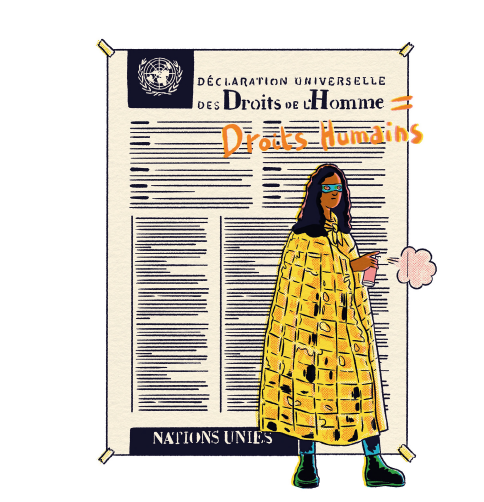 DÉCLARATION UNIVERSELLE
DES Droits DE L'Homme =
Droits Humains
NATIONS UNIES